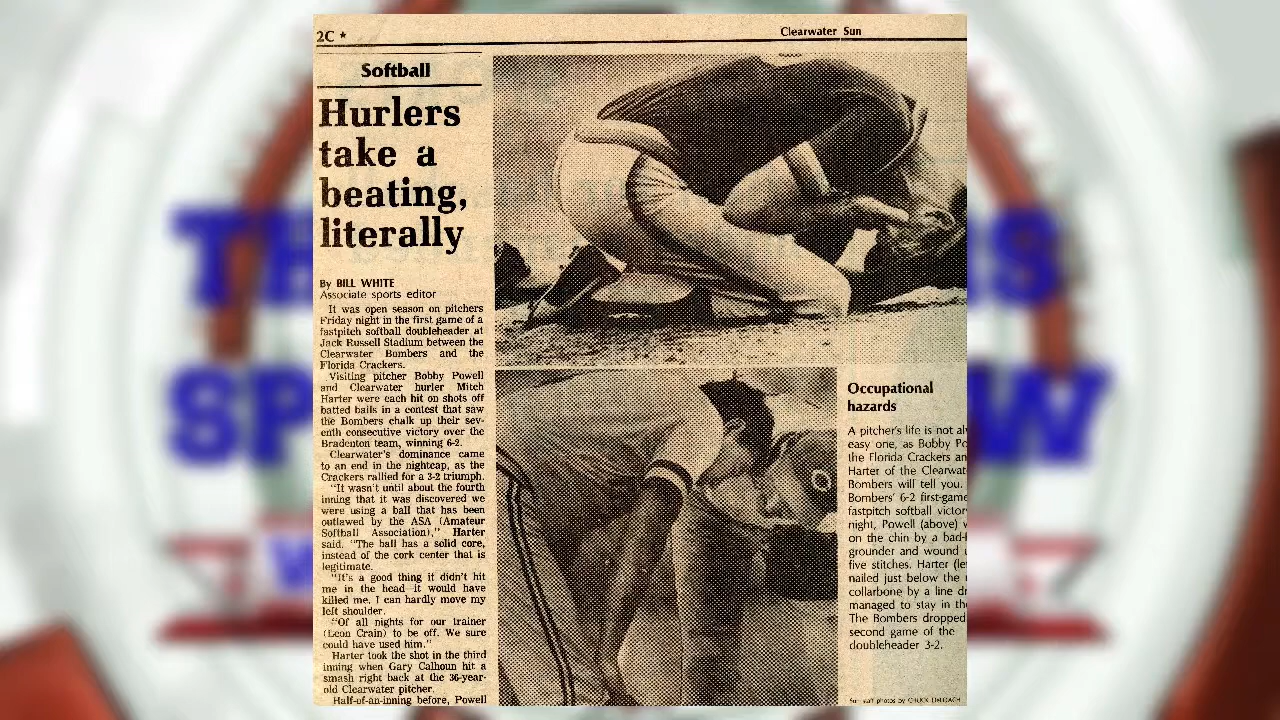 2C ★
Clearwater Sun
Softball
Hurlers
take a
beating,
literally
By BILL WHITE
Associate sports editor
It was open season on pitchers
Friday night in the first game of a
fastpitch softball doubleheader at
Jack Russell Stadium between the
Clearwater Bombers and the
Florida Crackers.
Visiting pitcher Bobby Powell
and Clearwater hurler Mitch
Harter were each hit on shots off
batted balls in a contest that saw
the Bombers chalk up their sev-
enth consecutive victory over the
Bradenton team, winning 6-2.
Clearwater's dominance came
to an end in the nightcap, as the
Crackers rallied for a 3-2 triumph.
"It wasn't until about the fourth
inning that it was discovered we
were using a ball that has been
outlawed by the ASA (Amateur
Softball Association)," Harter
said. "The ball has a solid core,
instead of the cork center that is
legitimate.
"It's a good thing it didn't hit
me in the head it would have
killed me. I can hardly move my
left shoulder.
"Of all nights for our trainer
(Leon Crain) to be off. We sure
could have used him."
Harter took the shot in the third
inning when Gary Calhoun hit a
smash right back at the 36-year-
old Clearwater pitcher.
Half-of-an-inning before, Powell
Occupational
hazards
A pitcher's life is not al
easy one, as Bobby Po
the Florida Crackers an
Harter of the Clearwat
Bombers will tell you.
Bombers' 6-2 first-game
fastpitch softball victor
night, Powell (above) w
on the chin by a bad-h
grounder and wound u
five stitches. Harter (le
nailed just below the
collarbone by a line dr
managed to stay in the
The Bombers dropped
second game of the
doubleheader 3-2.
Sun staff photos by CHUCK
TH
S
SP
W
W